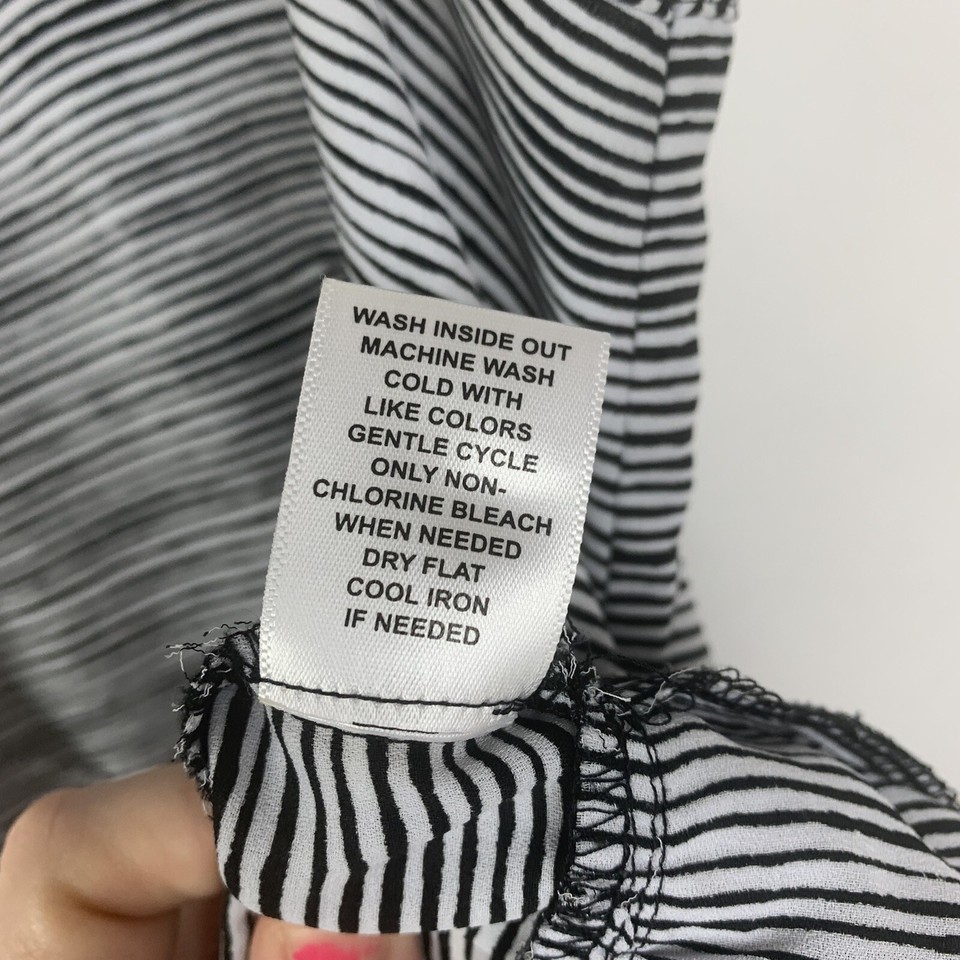 WASH INSIDE OUT
MACHINE WASH
COLD WITH
LIKE COLORS
GENTLE CYCLE
ONLY NON-
CHLORINE BLEACH
WHEN NEEDED
DRY FLAT
COOL IRON
IF NEEDED